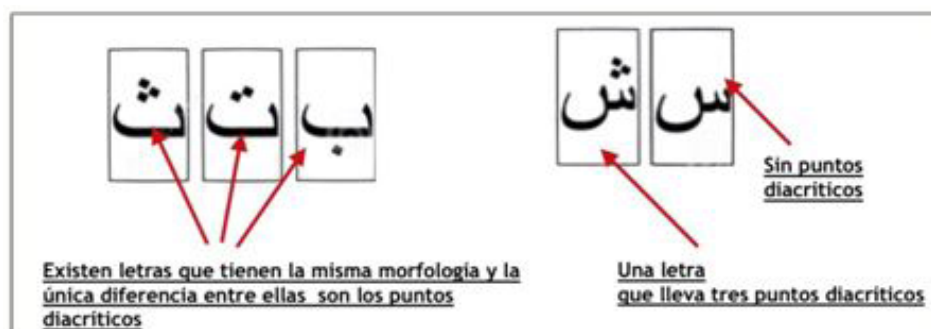 ث ت ب
ش س
Sin puntos
diacríticos
Existen letras que tienen la misma morfología y la
única diferencia entre ellas son los puntos
diacríticos
Una letra
que lleva tres puntos diacríticos